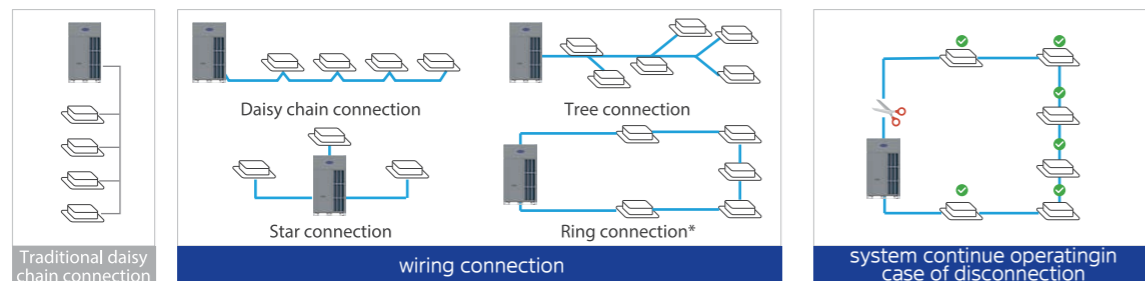 Daisy chain connection
Tree connection
Star connection
Ring connection*
Traditional daisy
chain connection
wiring connection
system continue operatingin
case of disconnection